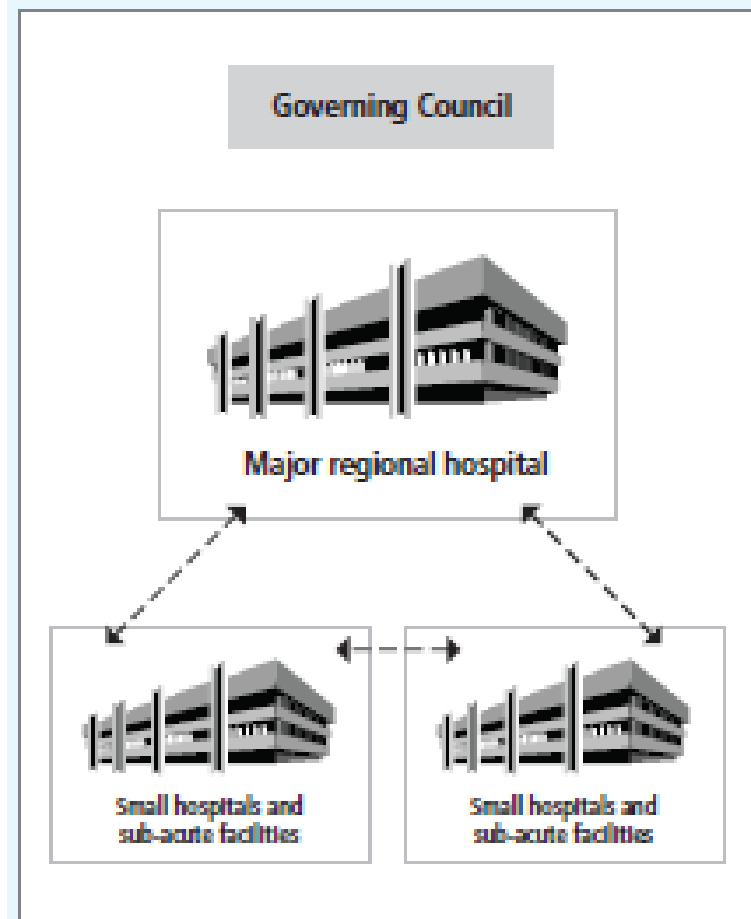 Governing Council
Major regional hospital
Small hospitals and
sub-acute facilities
Small hospitals and
sub-acute facilities